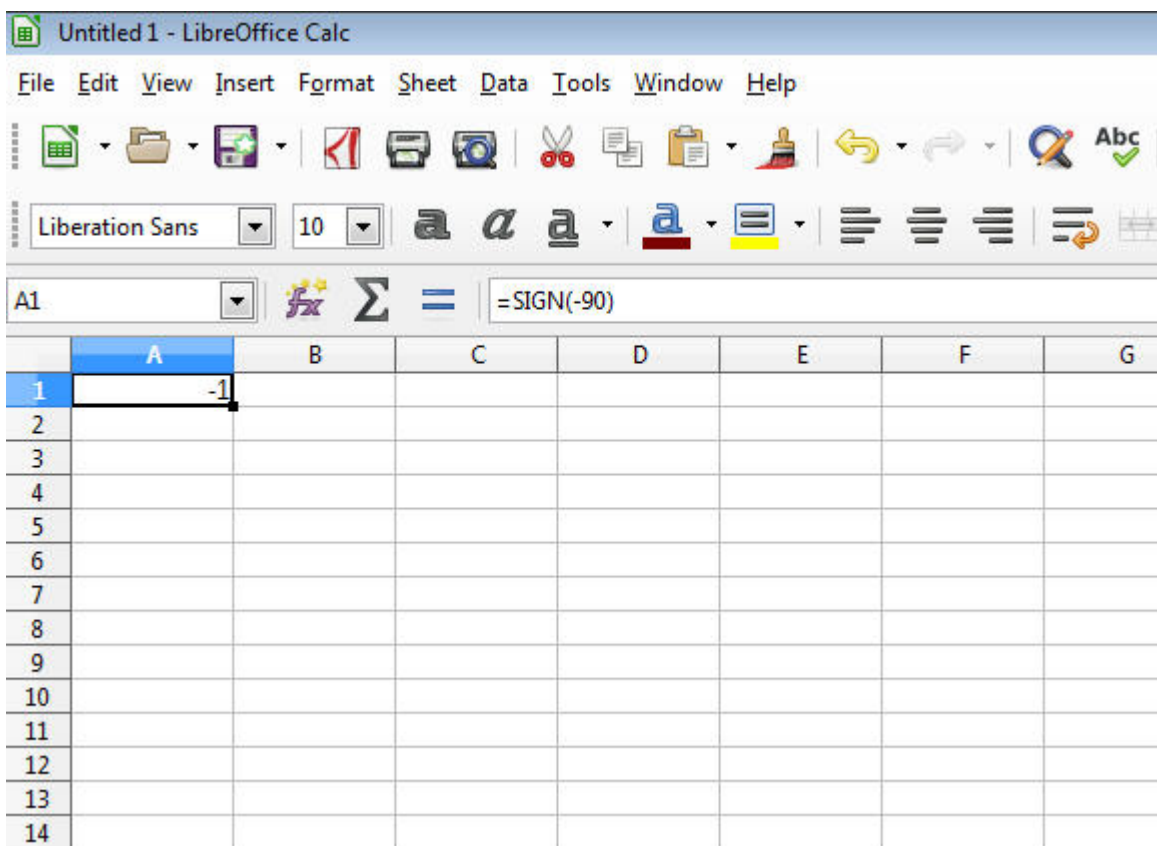 Untitled 1 - LibreOffice Calc
File Edit View Insert Format Sheet Data Tools Window Help
Abc
Liberation Sans 10 a a a a
A1 fx Σ = =SIGN(-90)
A B C D E F G
1 -1
2
3
4
5
6
7
8
9
10
11
12
13
14